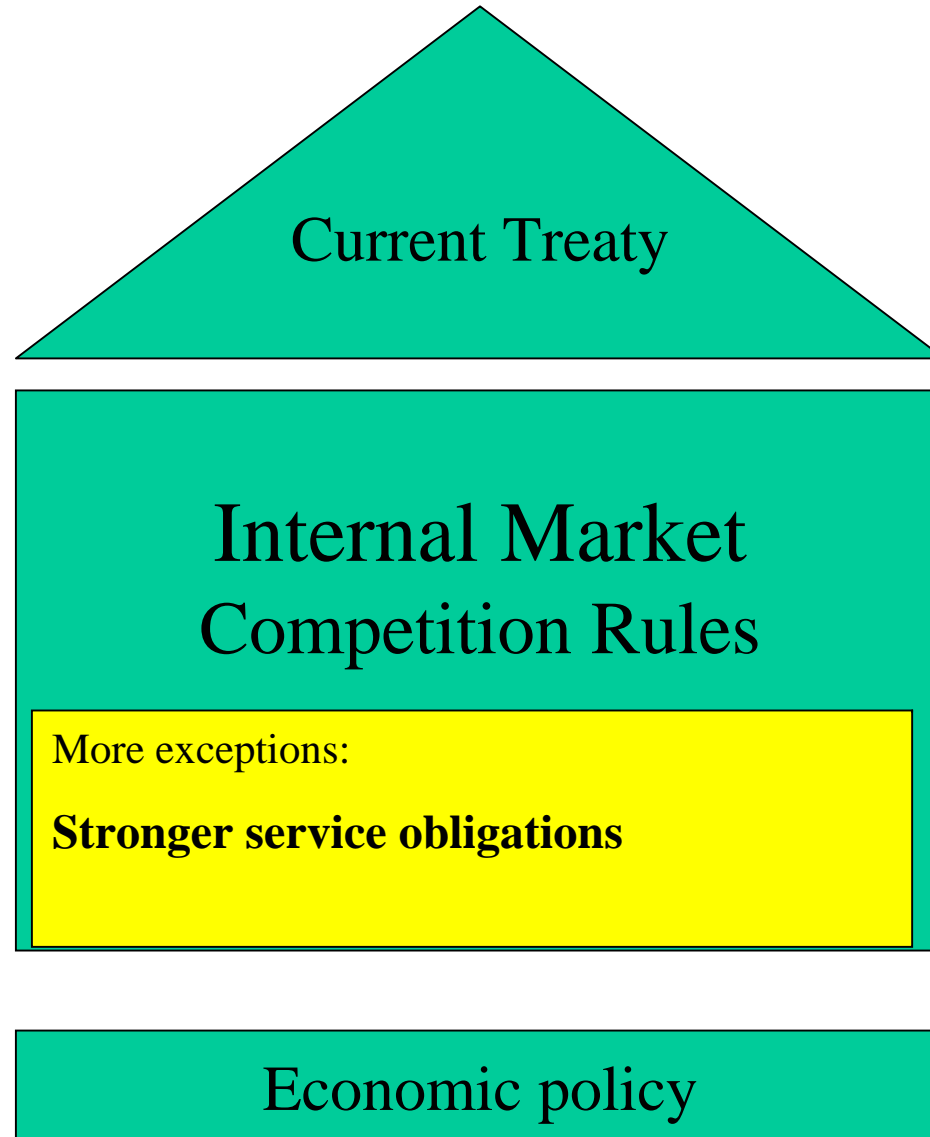 Current Treaty
Internal Market
Competition Rules
More exceptions:
Stronger service obligations
Economic policy